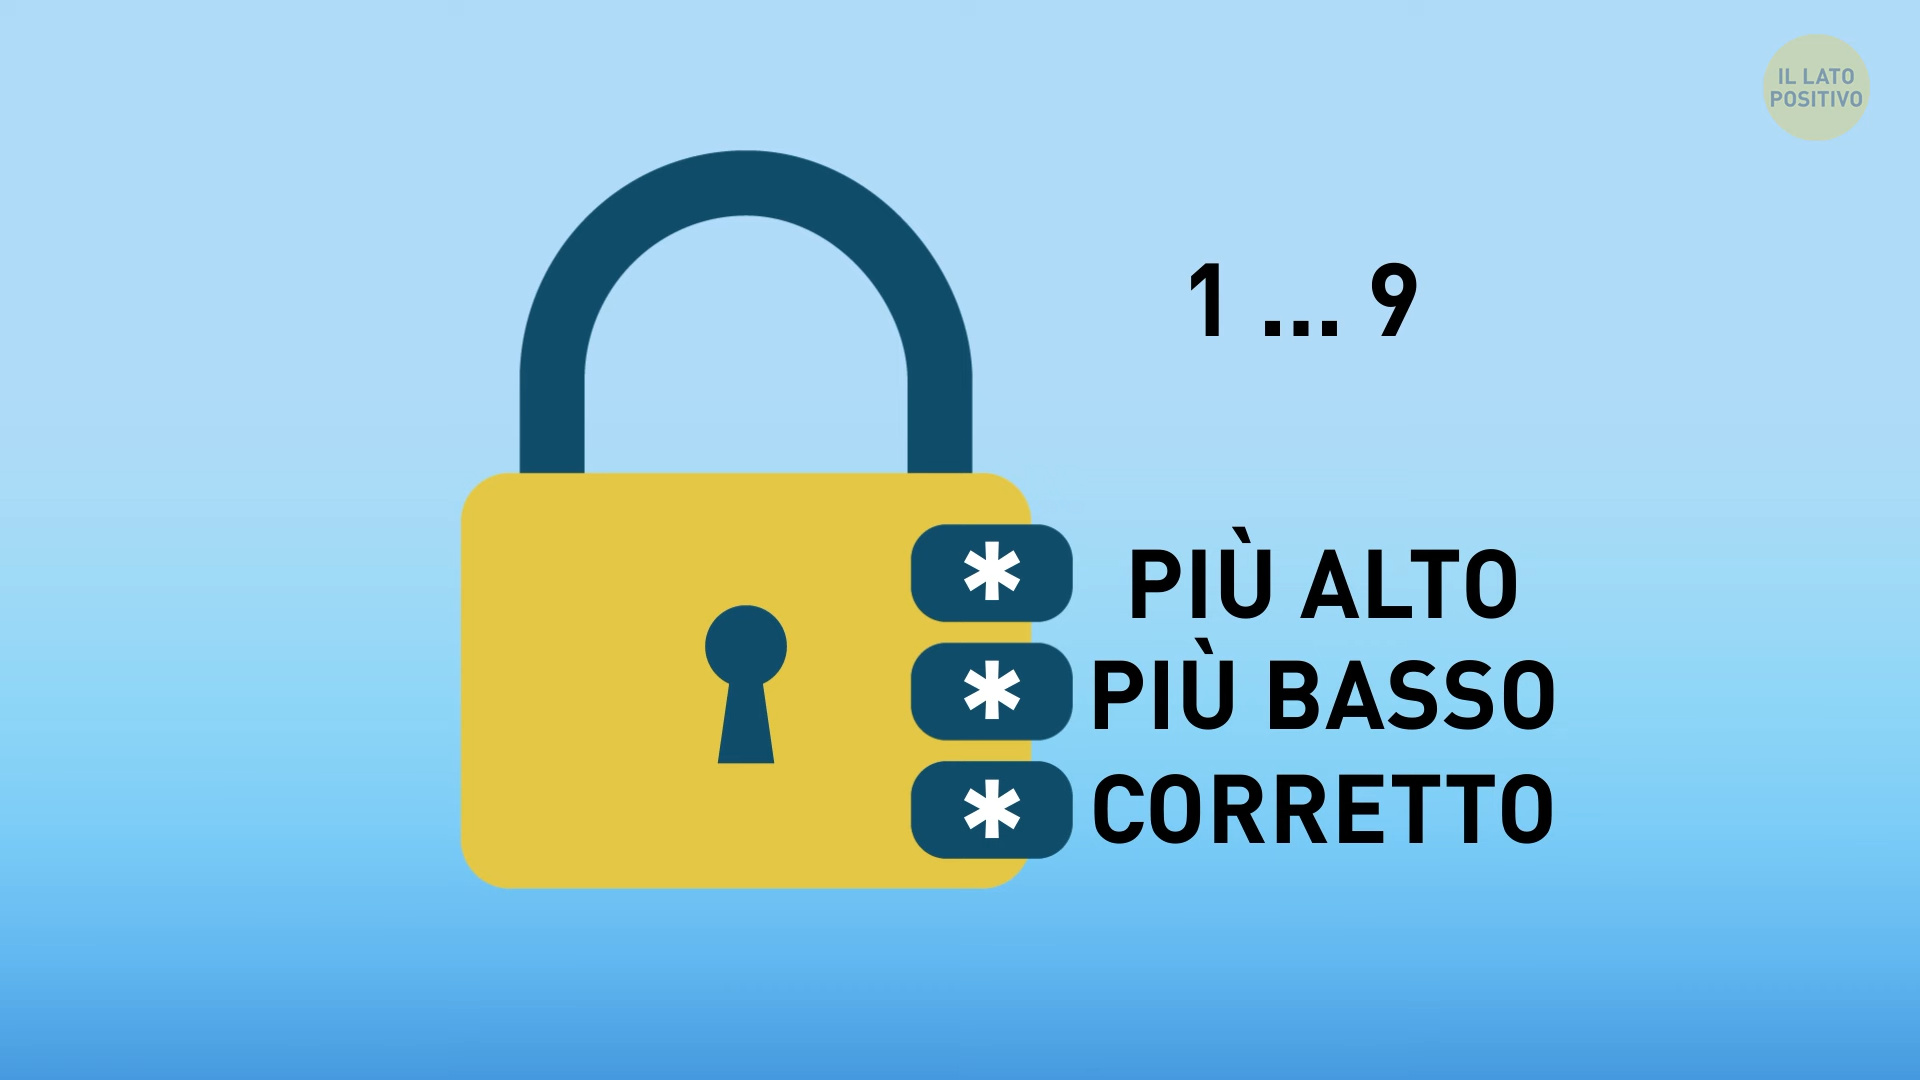 IL LATO
POSITIVO
1 ... 9
* PIÙ ALTO
* PIÙ BASSO
* CORRETTO